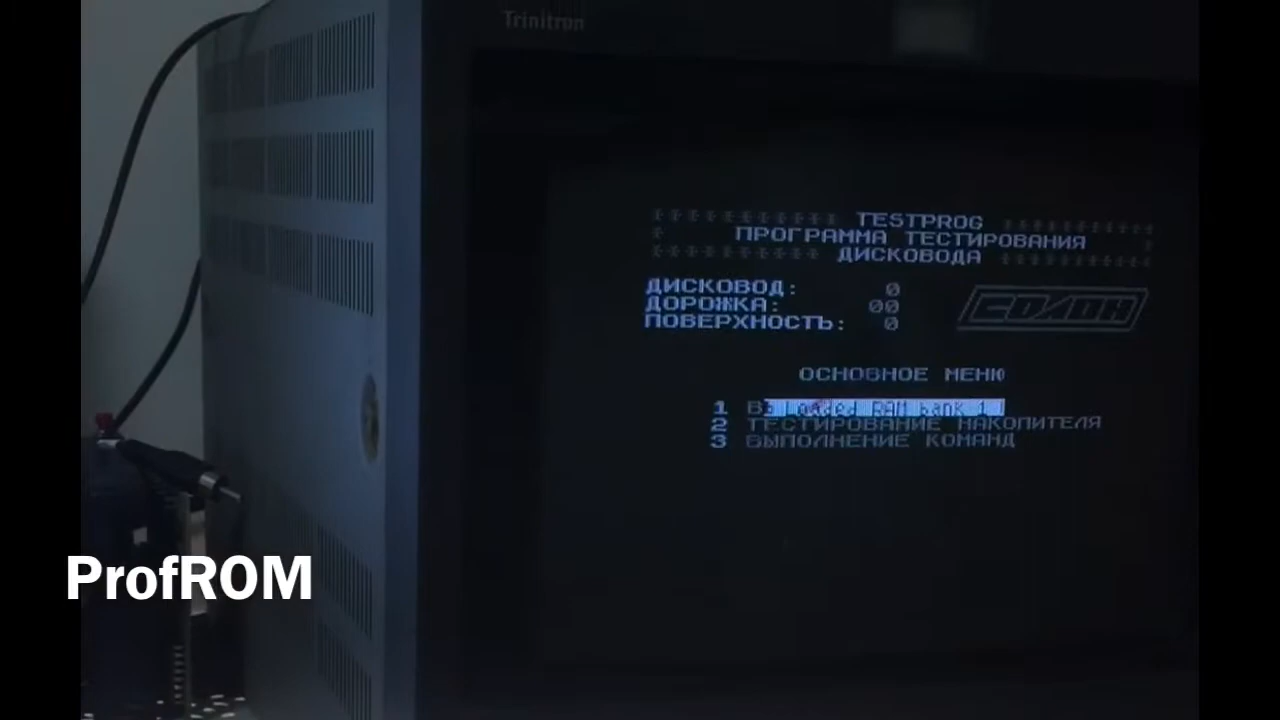 Trinitron
TESTPROG
ПРОГРАММА ТЕСТИРОВАНИЯ
ДИСКОВОДА
ДИСКОВОД: 0
ДОРОЖКА: 00
ПОВЕРХНОСТЬ: 0
СОЛОН
ОСНОВНОЕ МЕНЮ
1 Loaded RAM bank 1
2 ТЕСТИРОВАНИЕ НАКОПИТЕЛЯ
3 ВЫПОЛНЕНИЕ КОМАНД
ProfROM